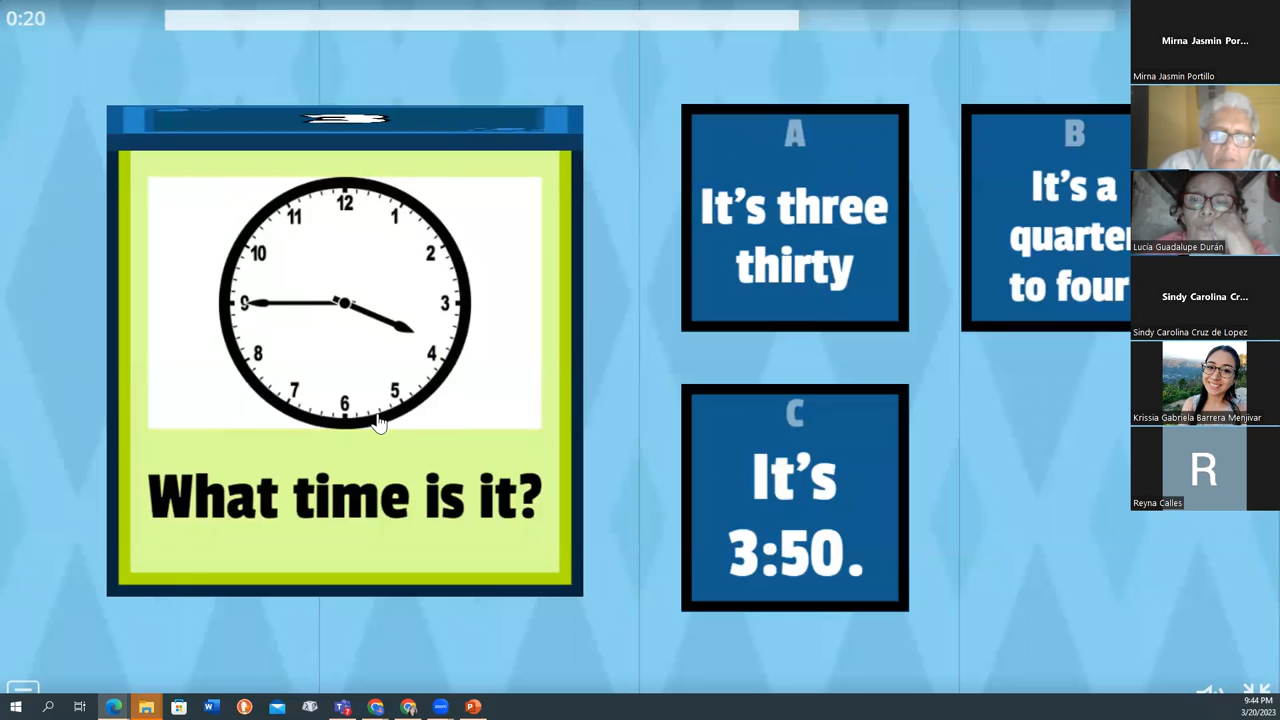 0:20
12
11
1
10
2
9
3
8
4
7
5
6
What time is it?
A
It's three
thirty
B
It's a
quarter
to four
C
It's
3:50.
Mirna Jasmin Por...
Mirna Jasmin Portillo
Lucía Guadalupe Durán
Sindy Carolina Cr...
Sindy Carolina Cruz de Lopez
Krissia Gabriela Barrera Menjivar
R
Reyna Calles
9:44 PM
3/20/2023